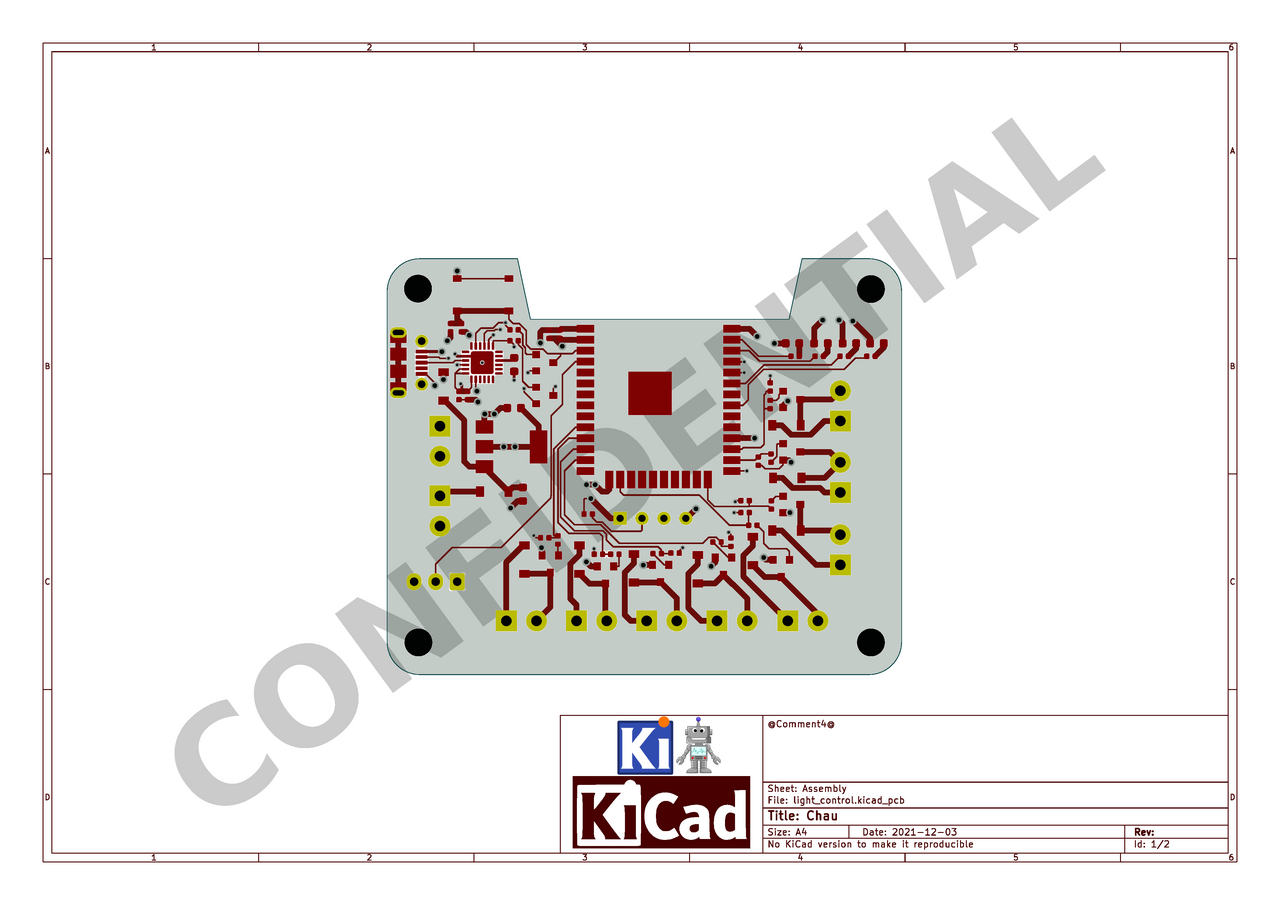 1 2 3 4 5 6
A A
B B
CONFIDENTIAL
C C
D D
Ki
KiCad
@Comment4@
Sheet: Assembly
File: light_control.kicad_pcb
Title: Chau
Size: A4 Date: 2021-12-03 Rev:
No KiCad version to make it reproducible Id: 1/2
1 2 3 4 5 6